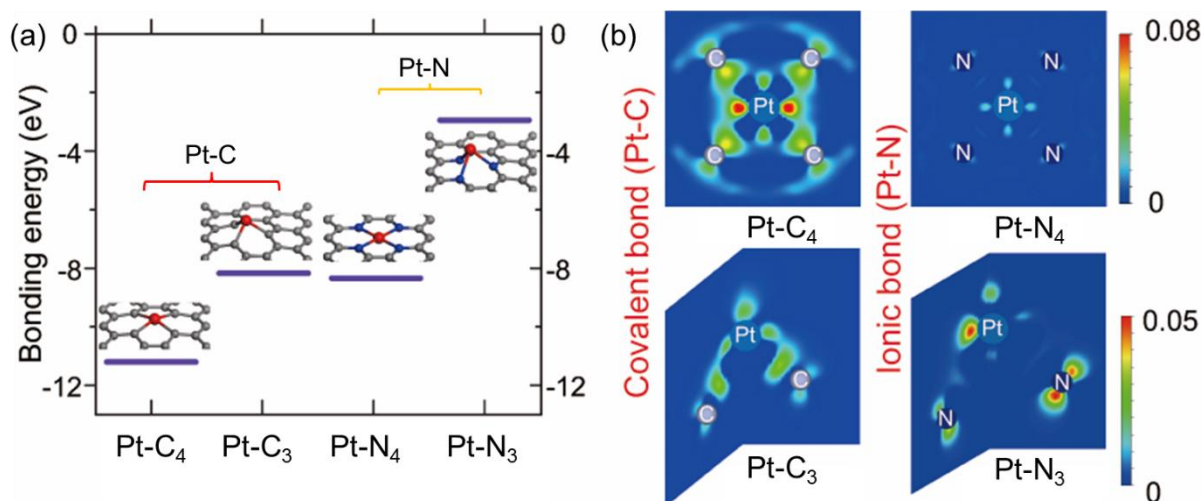 (a)
Bonding energy (eV)
0
-4
-8
-12
0
-4
-8
-12
Pt-C
Pt-N
Pt-C₄
Pt-C₃
Pt-N₄
Pt-N₃
(b)
Covalent bond (Pt-C)
C
C
Pt
C
C
Pt-C₄
Pt
C
C
Pt-C₃
Ionic bond (Pt-N)
N
N
Pt
N
N
Pt-N₄
Pt
N
N
Pt-N₃
0.08
0
0.05
0